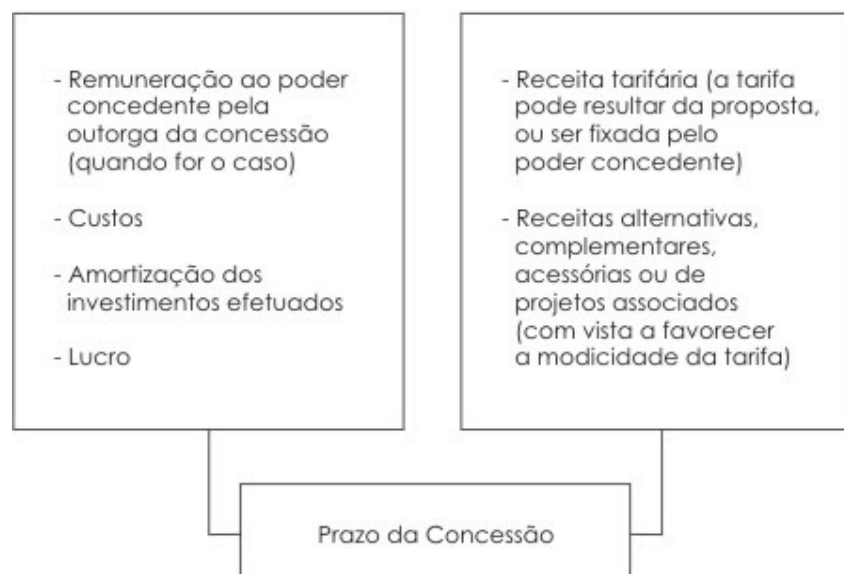 - Remuneração ao poder
concedente pela
outorga da concessão
(quando for o caso)
- Custos
- Amortização dos
investimentos efetuados
- Lucro
- Receita tarifária (a tarifa
pode resultar da proposta,
ou ser fixada pelo
poder concedente)
- Receitas alternativas,
complementares,
acessórias ou de
projetos associados
(com vista a favorecer
a modicidade da tarifa)
Prazo da Concessão